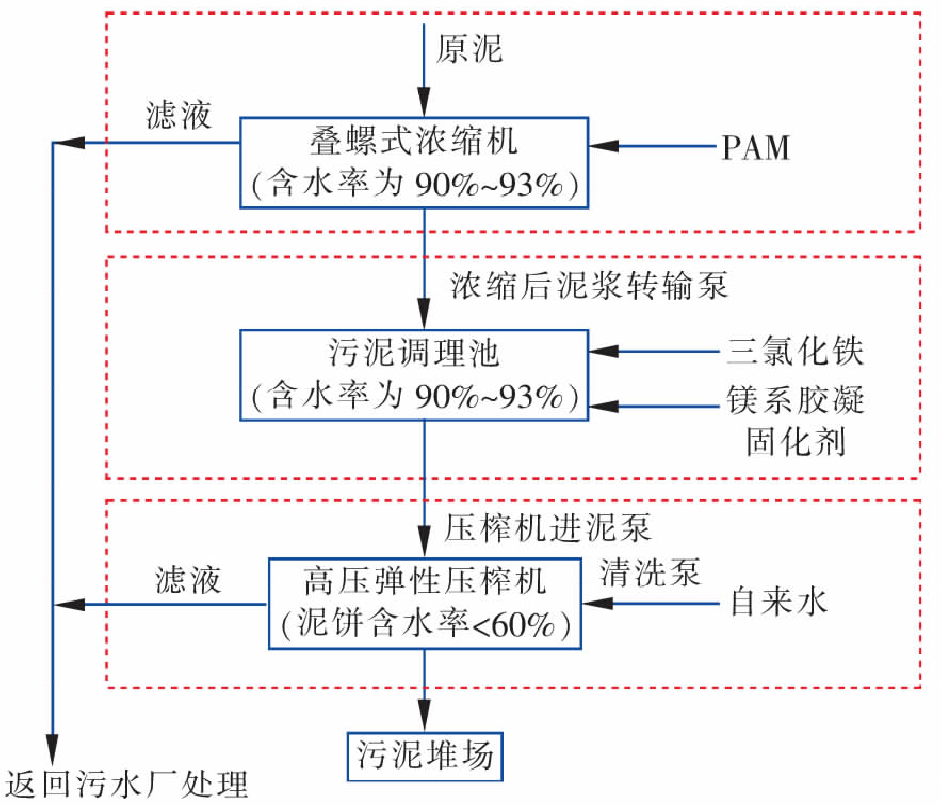 原泥
滤液
叠螺式浓缩机
(含水率为 90%~93%)
PAM
浓缩后泥浆转输泵
污泥调理池
(含水率为 90%~93%)
三氯化铁
镁系胶凝
固化剂
压榨机进泥泵
滤液
高压弹性压榨机
(泥饼含水率<60%)
清洗泵
自来水
污泥堆场
返回污水厂处理